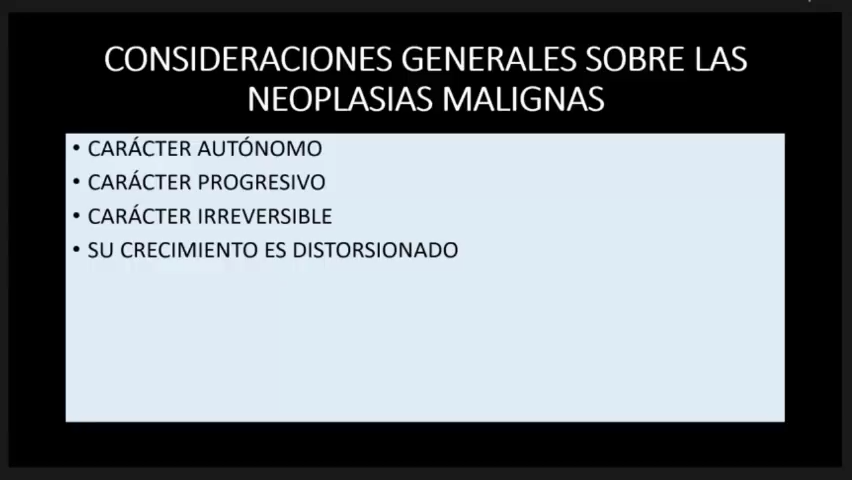 CONSIDERACIONES GENERALES SOBRE LAS
NEOPLASIAS MALIGNAS
• CARÁCTER AUTÓNOMO
• CARÁCTER PROGRESIVO
• CARÁCTER IRREVERSIBLE
• SU CRECIMIENTO ES DISTORSIONADO